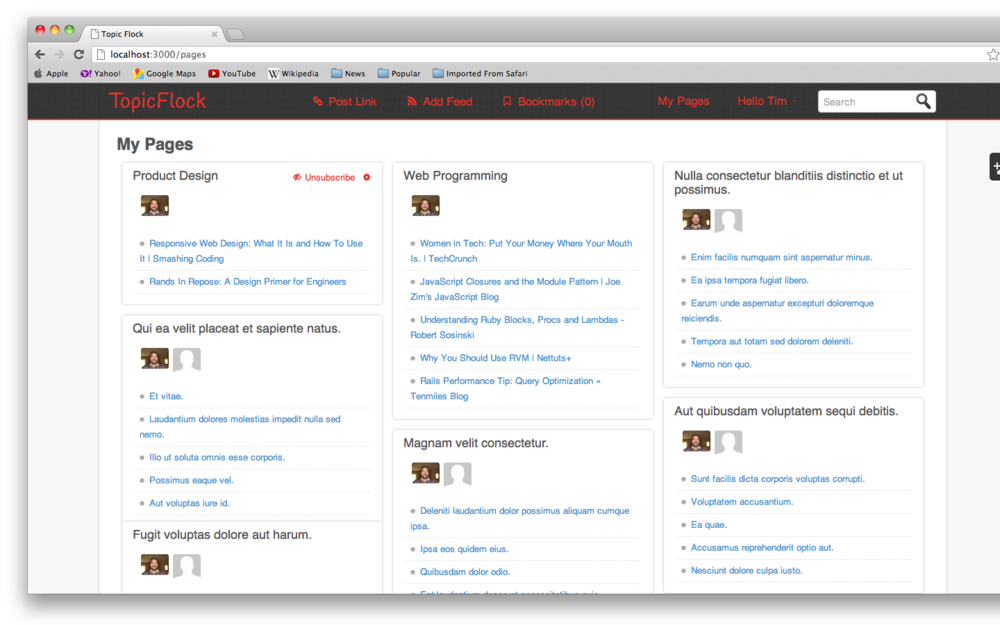 Topic Flock
localhost:3000/pages
Apple Yahoo! Google Maps YouTube Wikipedia News Popular Imported From Safari
TopicFlock Post Link Add Feed Bookmarks (0) My Pages Hello Tim Search
My Pages
Product Design
Unsubscribe
Responsive Web Design: What It Is and How To Use
It | Smashing Coding
Rands In Repose: A Design Primer for Engineers
Qui ea velit placeat et sapiente natus.
Et vitae.
Laudantium dolores molestias impedit nulla sed
nemo.
Illo ut soluta omnis esse corporis.
Possimus eaque vel.
Aut voluptas iure id.
Fugit voluptas dolore aut harum.
Web Programming
Women in Tech: Put Your Money Where Your Mouth
Is. | TechCrunch
JavaScript Closures and the Module Pattern | Joe
Zim's JavaScript Blog
Understanding Ruby Blocks, Procs and Lambdas -
Robert Sosinski
Why You Should Use RVM | Nettuts+
Rails Performance Tip: Query Optimization «
Tenmiles Blog
Magnam velit consectetur.
Deleniti laudantium dolor possimus aliquam cumque
ipsa.
Ipsa eos quidem eius.
Quibusdam dolor odio.
Nulla consectetur blanditiis distinctio et ut
possimus.
Enim facilis numquam sint aspernatur minus.
Ea ipsa tempora fugiat libero.
Earum unde aspernatur excepturi doloremque
reiciendis.
Tempora aut totam sed dolorem deleniti.
Nemo non quo.
Aut quibusdam voluptatem sequi debitis.
Sunt facilis dicta corporis voluptas corrupti.
Voluptatem accusantium.
Ea quae.
Accusamus reprehenderit optio aut.
Nesciunt dolore culpa iusto.